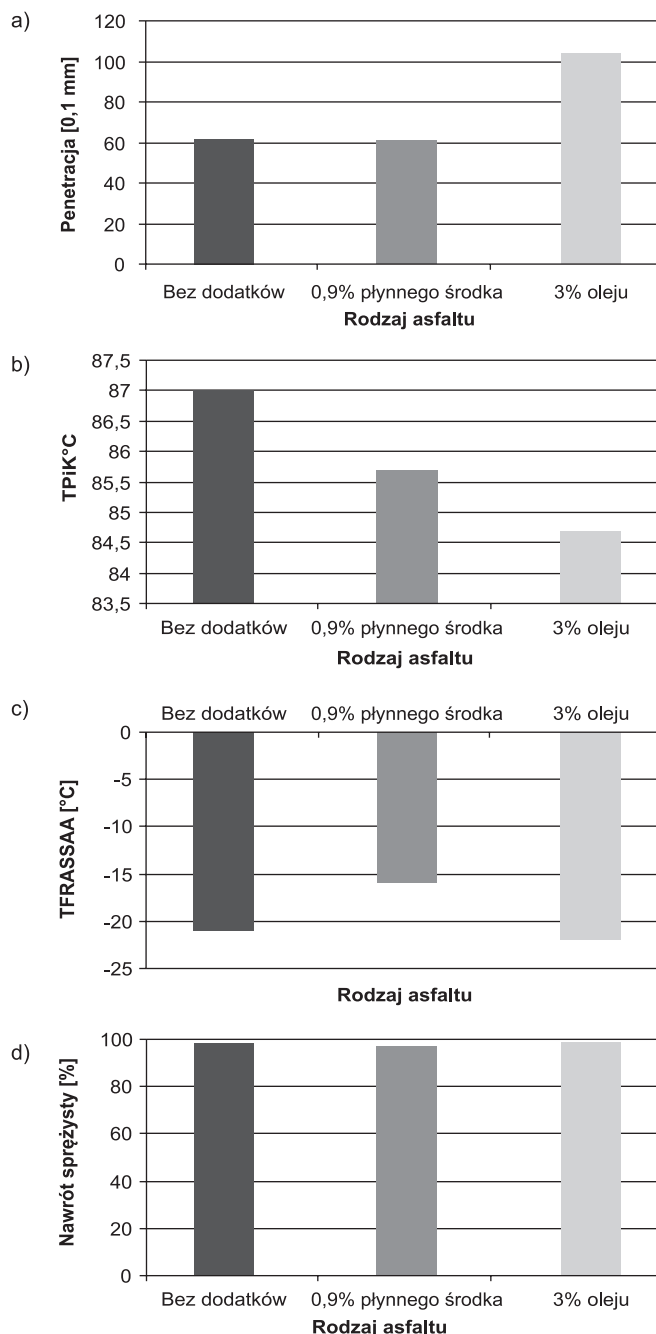 a)
Penetracja [0,1 mm]
120
100
80
60
40
20
0
Bez dodatków 0,9% płynnego środka 3% oleju
Rodzaj asfaltu
b)
TPiK°C
87,5
87
86,5
86
85,5
85
84,5
84
83,5
Bez dodatków 0,9% płynnego środka 3% oleju
Rodzaj asfaltu
c)
Bez dodatków 0,9% płynnego środka 3% oleju
TFRASSAA [°C]
0
-5
-10
-15
-20
-25
Rodzaj asfaltu
d)
Nawrót sprężysty [%]
100
80
60
40
20
0
Bez dodatków 0,9% płynnego środka 3% oleju
Rodzaj asfaltu